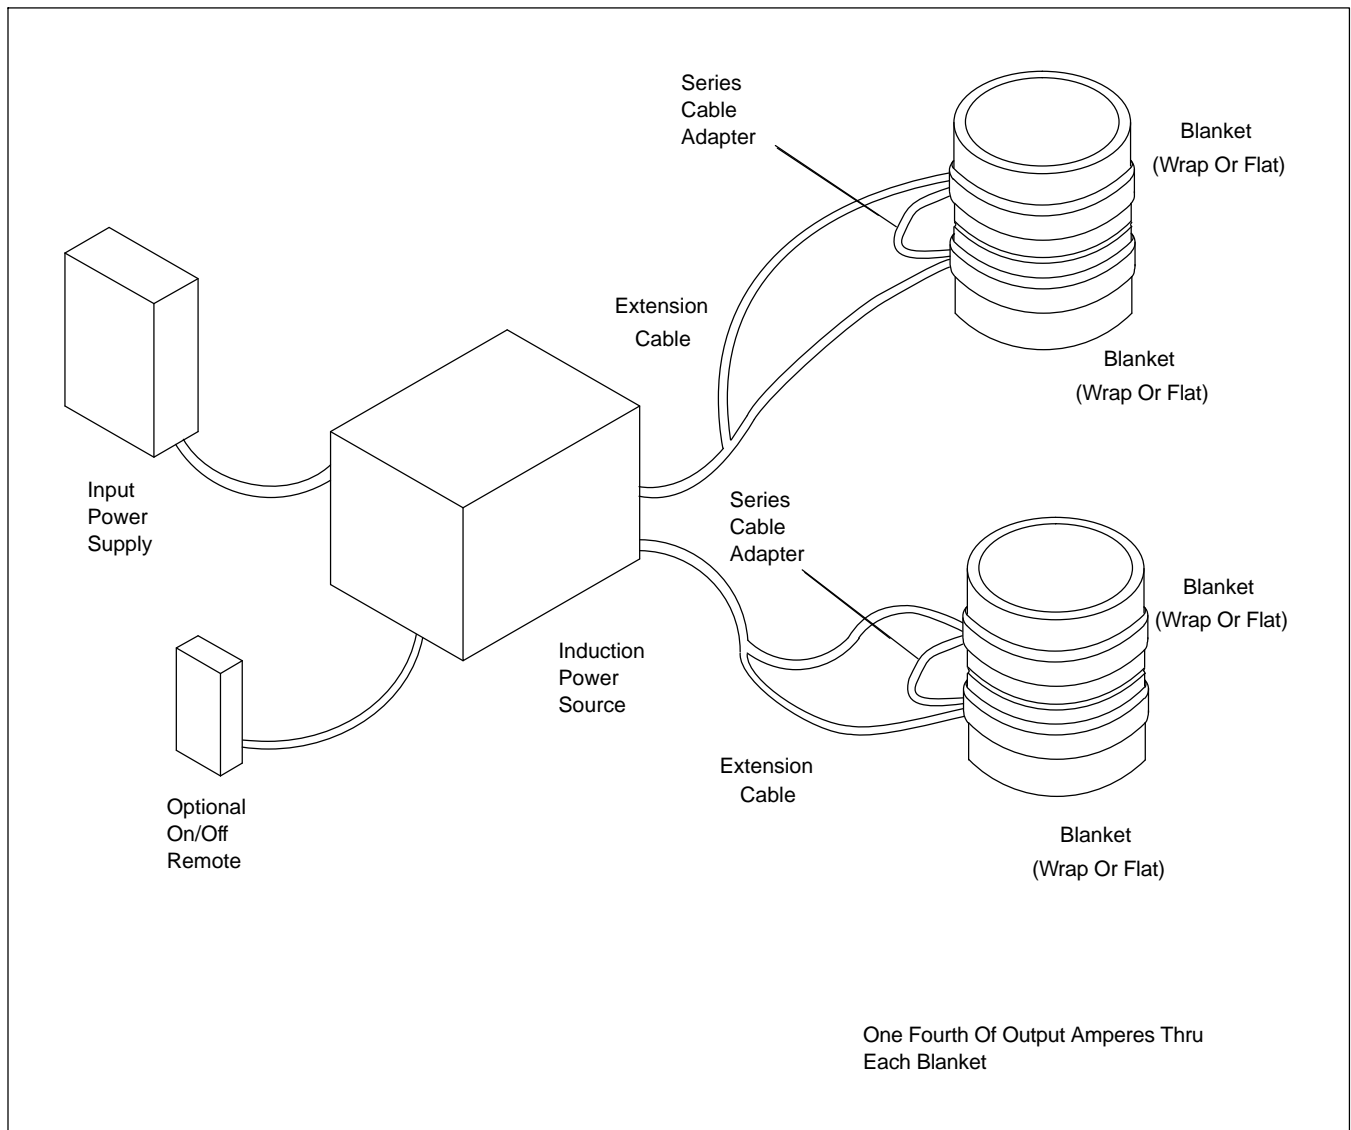 Series
Cable
Adapter
Blanket
(Wrap Or Flat)
Extension
Cable
Blanket
(Wrap Or Flat)
Input
Power
Supply
Series
Cable
Adapter
Blanket
(Wrap Or Flat)
Induction
Power
Source
Extension
Cable
Optional
On/Off
Remote
Blanket
(Wrap Or Flat)
One Fourth Of Output Amperes Thru
Each Blanket